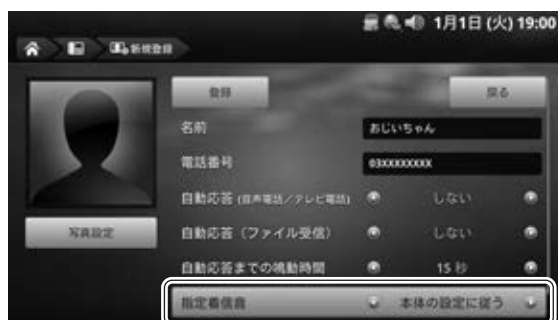 1月1日 (火) 19:00
新規登録
登録 戻る
名前 おじいちゃん
電話番号 03XXXXXXXX
自動応答 (音声電話/テレビ電話) しない
写真設定 自動応答 (ファイル受信) しない
自動応答までの鳴動時間 15 秒
指定着信音 本体の設定に従う